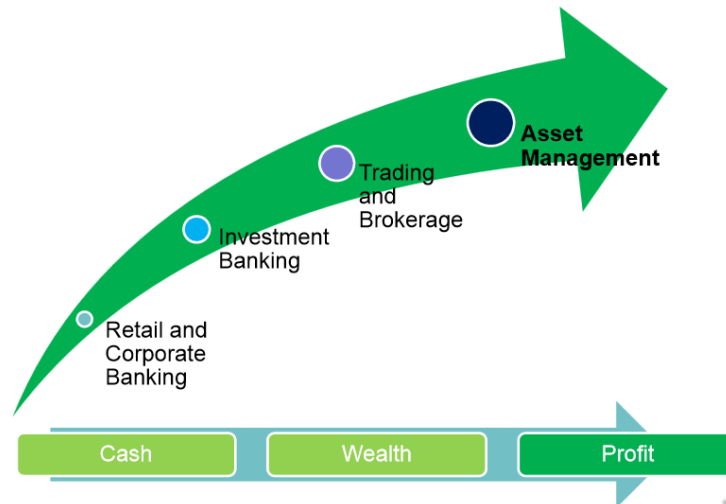 Asset
Management
Trading
and
Brokerage
Investment
Banking
Retail and
Corporate
Banking
Cash
Wealth
Profit